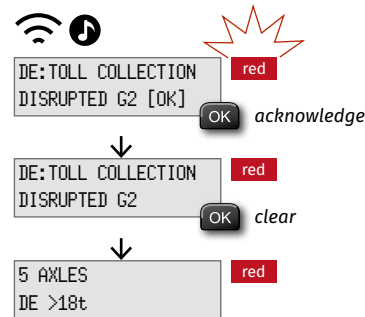 DE:TOLL COLLECTION
red
DISRUPTED G2 [OK]
OK
acknowledge
DE:TOLL COLLECTION
red
DISRUPTED G2
OK
clear
5 AXLES
red
DE >18t